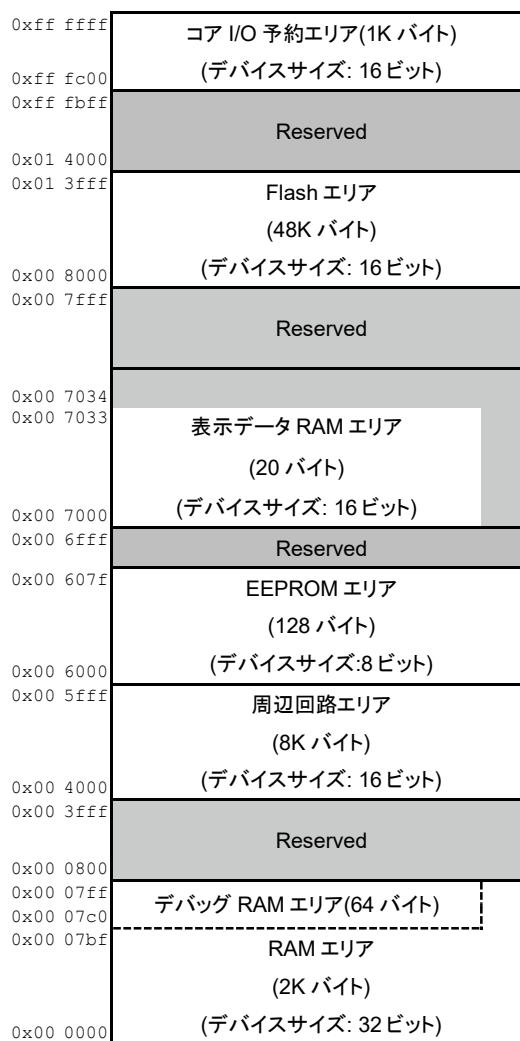 0xff ffff
コア I/O 予約エリア(1K バイト)
(デバイスサイズ: 16 ビット)
0xff fc00
0xff fbff
Reserved
0x01 4000
0x01 3fff
Flash エリア
(48K バイト)
(デバイスサイズ: 16 ビット)
0x00 8000
0x00 7fff
Reserved
0x00 7034
0x00 7033
表示データ RAM エリア
(20 バイト)
(デバイスサイズ: 16 ビット)
0x00 7000
0x00 6fff
Reserved
0x00 607f
EEPROM エリア
(128 バイト)
(デバイスサイズ:8 ビット)
0x00 6000
0x00 5fff
周辺回路エリア
(8K バイト)
(デバイスサイズ: 16 ビット)
0x00 4000
0x00 3fff
Reserved
0x00 0800
0x00 07ff
デバッグ RAM エリア(64 バイト)
0x00 07c0
0x00 07bf
RAM エリア
(2K バイト)
(デバイスサイズ: 32 ビット)
0x00 0000